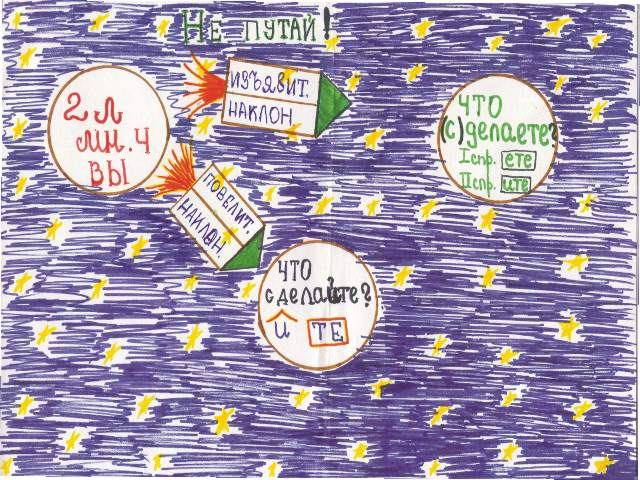 Не путай!
2 л
мн. ч
вы
изъявит.
наклон
что
(с)делаете?
I спр. ете
II спр. ите
повелит.
наклон.
что
сделайте?
и те